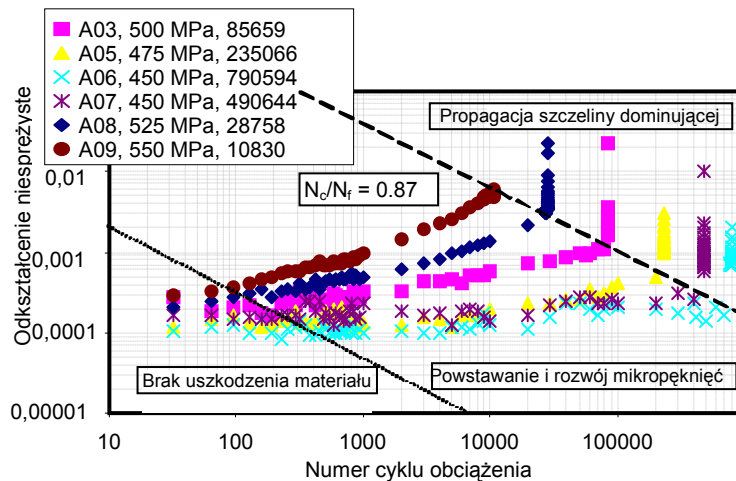 A03, 500 MPa, 85659
A05, 475 MPa, 235066
A06, 450 MPa, 790594
A07, 450 MPa, 490644
A08, 525 MPa, 28758
A09, 550 MPa, 10830
Propagacja szczeliny dominującej
Nc/Nf = 0.87
Odkształcenie niesprężyste
0,01
0,001
0,0001
0,00001
Brak uszkodzenia materiału
Powstawanie i rozwój mikropęknięć
10
100
1000
10000
100000
Numer cyklu obciążenia